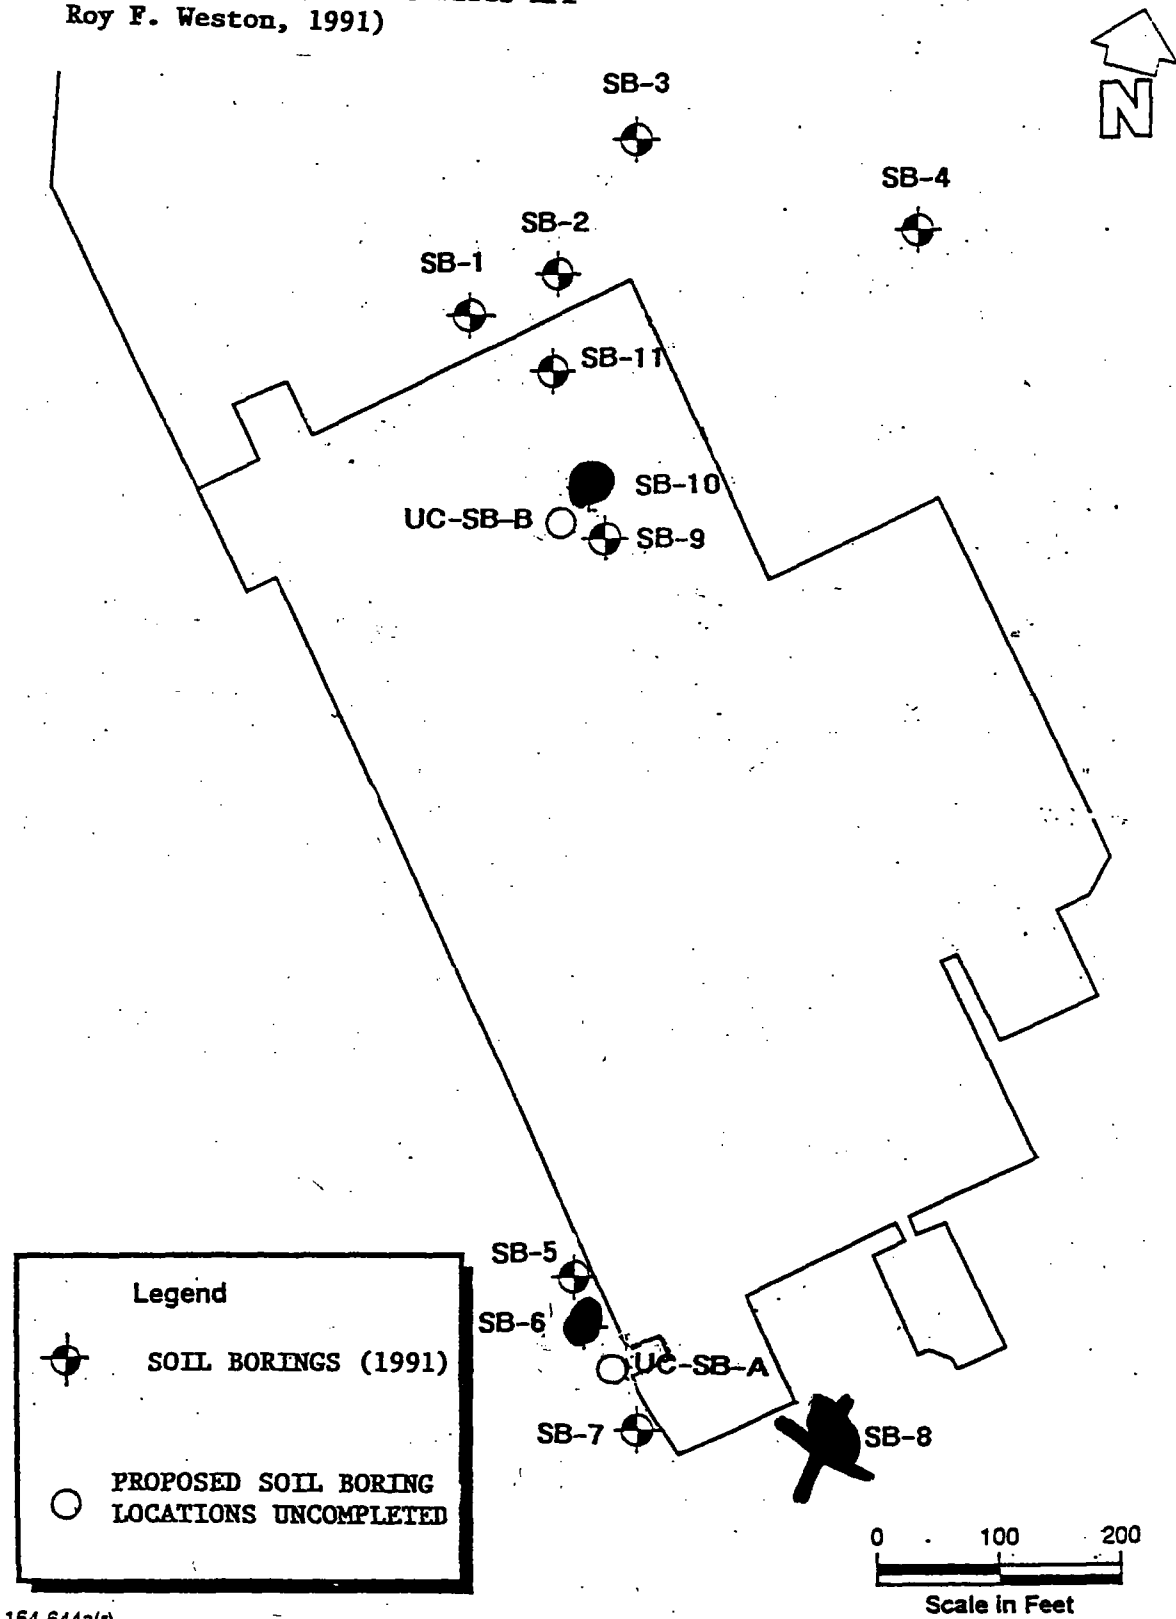 Roy F. Weston, 1991)
N
SB-3
SB-4
SB-2
SB-1
SB-11
SB-10
UC-SB-B
SB-9
SB-5
SB-6
UC-SB-A
SB-7
SB-8
Legend
SOIL BORINGS (1991)
PROPOSED SOIL BORING
LOCATIONS UNCOMPLETED
0 100 200
Scale in Feet